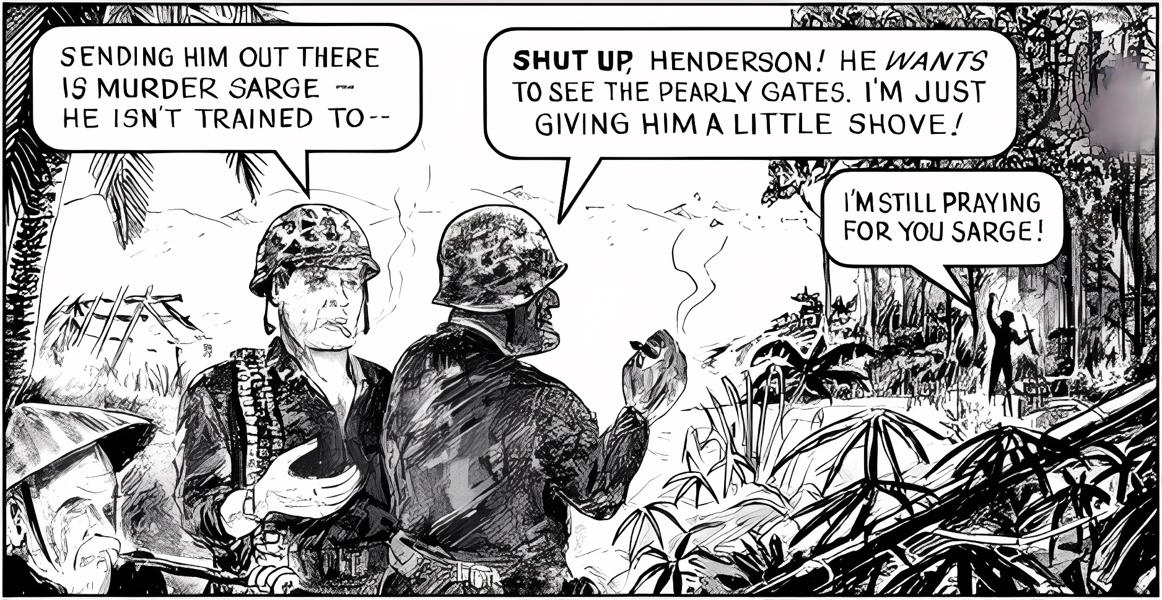 SENDING HIM OUT THERE
IS MURDER SARGE --
HE ISN'T TRAINED TO--
SHUT UP, HENDERSON! HE WANTS
TO SEE THE PEARLY GATES. I'M JUST
GIVING HIM A LITTLE SHOVE!
I'M STILL PRAYING
FOR YOU SARGE!